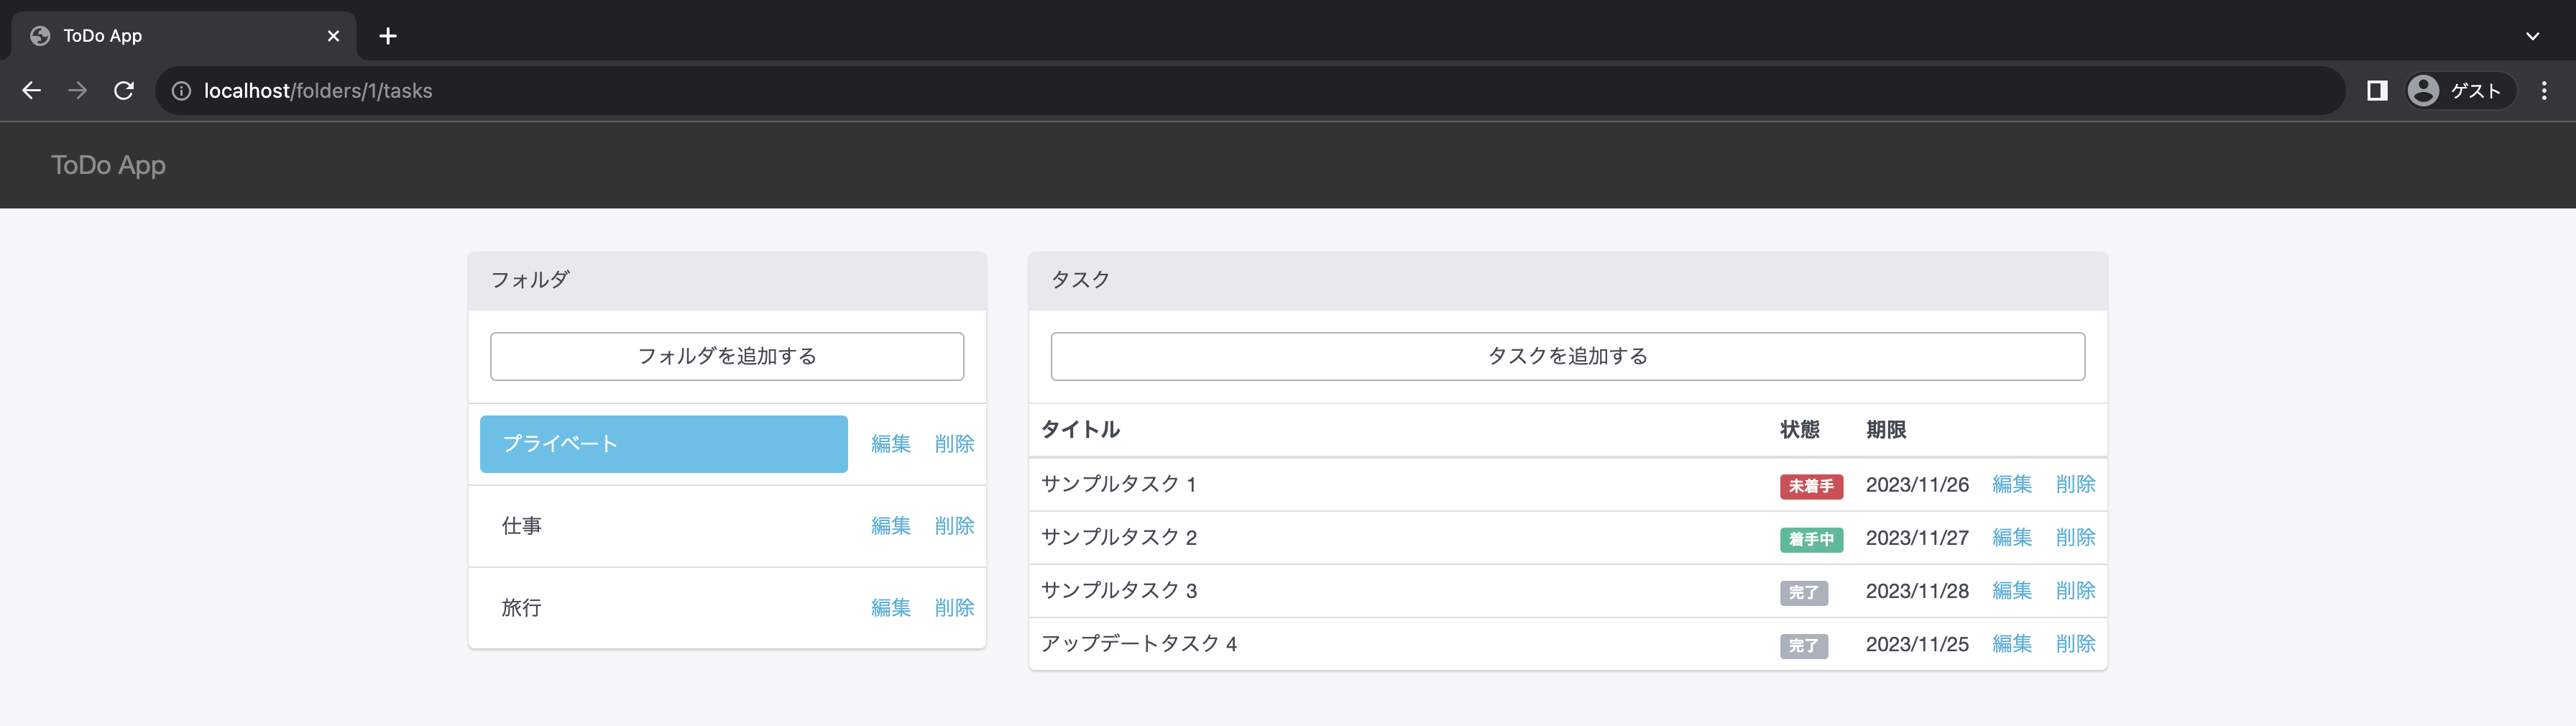 ToDo App
localhost/folders/1/tasks
ゲスト
ToDo App
フォルダ
フォルダを追加する
プライベート 編集 削除
仕事 編集 削除
旅行 編集 削除
タスク
タスクを追加する
タイトル 状態 期限
サンプルタスク 1 未着手 2023/11/26 編集 削除
サンプルタスク 2 着手中 2023/11/27 編集 削除
サンプルタスク 3 完了 2023/11/28 編集 削除
アップデートタスク 4 完了 2023/11/25 編集 削除